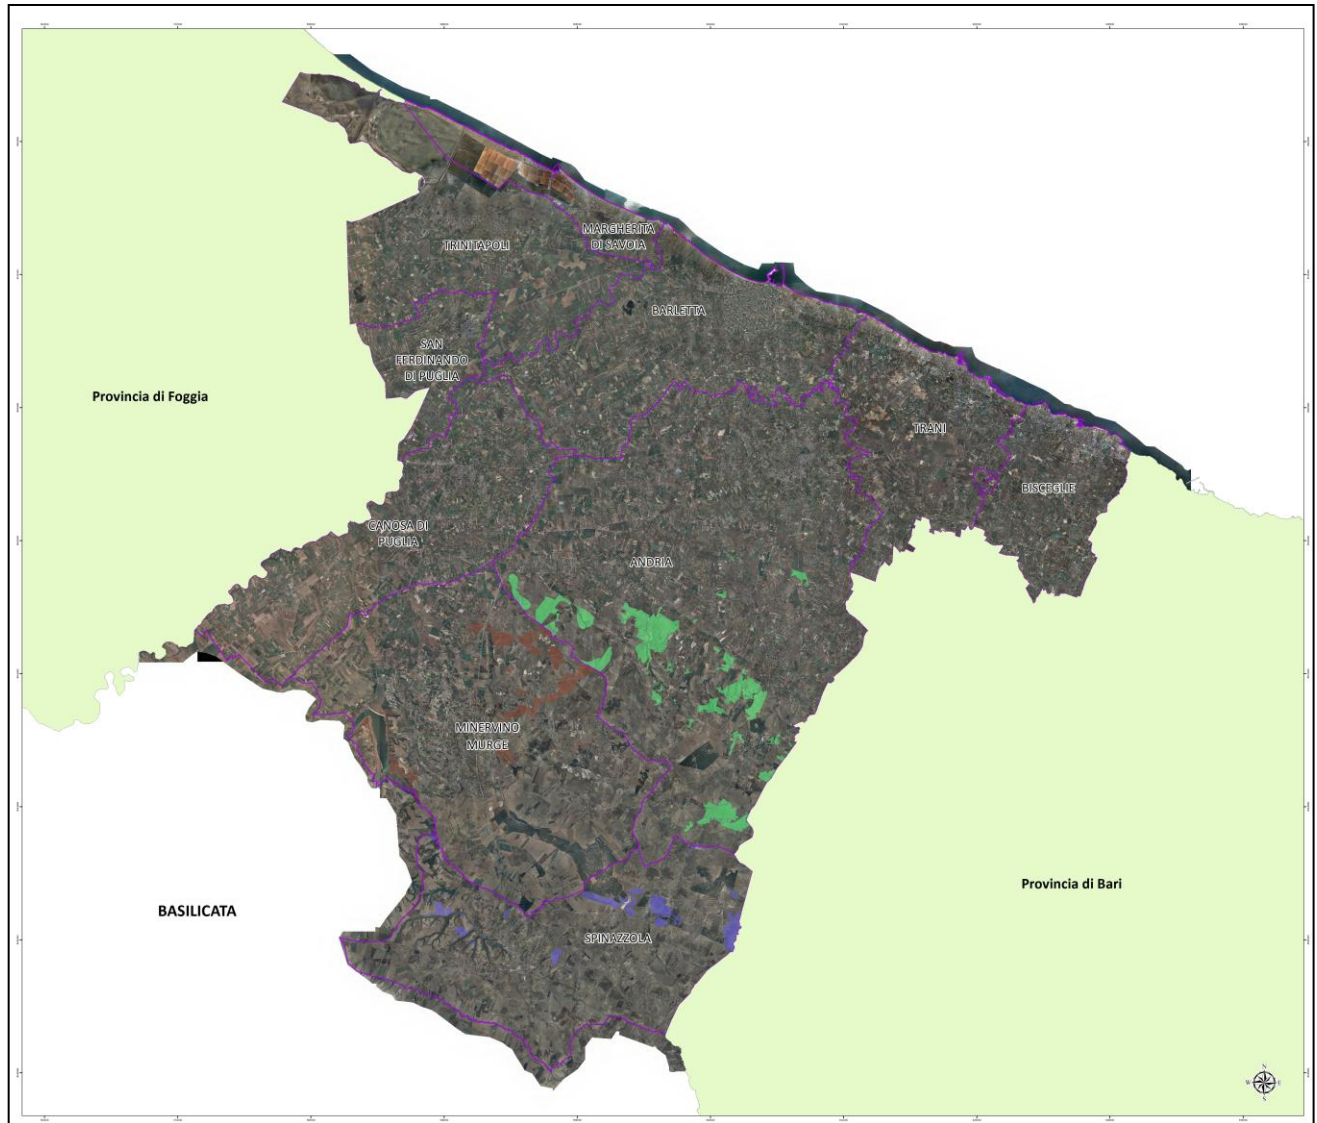 MARGHERITA
DI SAVOIA
TRINITAPOLI
BARLETTA
SAN
FERDINANDO
DI PUGLIA
Provincia di Foggia
TRANI
BISCEGLIE
CANOSA DI
PUGLIA
ANDRIA
MINERVINO
MURGE
Provincia di Bari
BASILICATA
SPINAZZOLA
N
W E
S